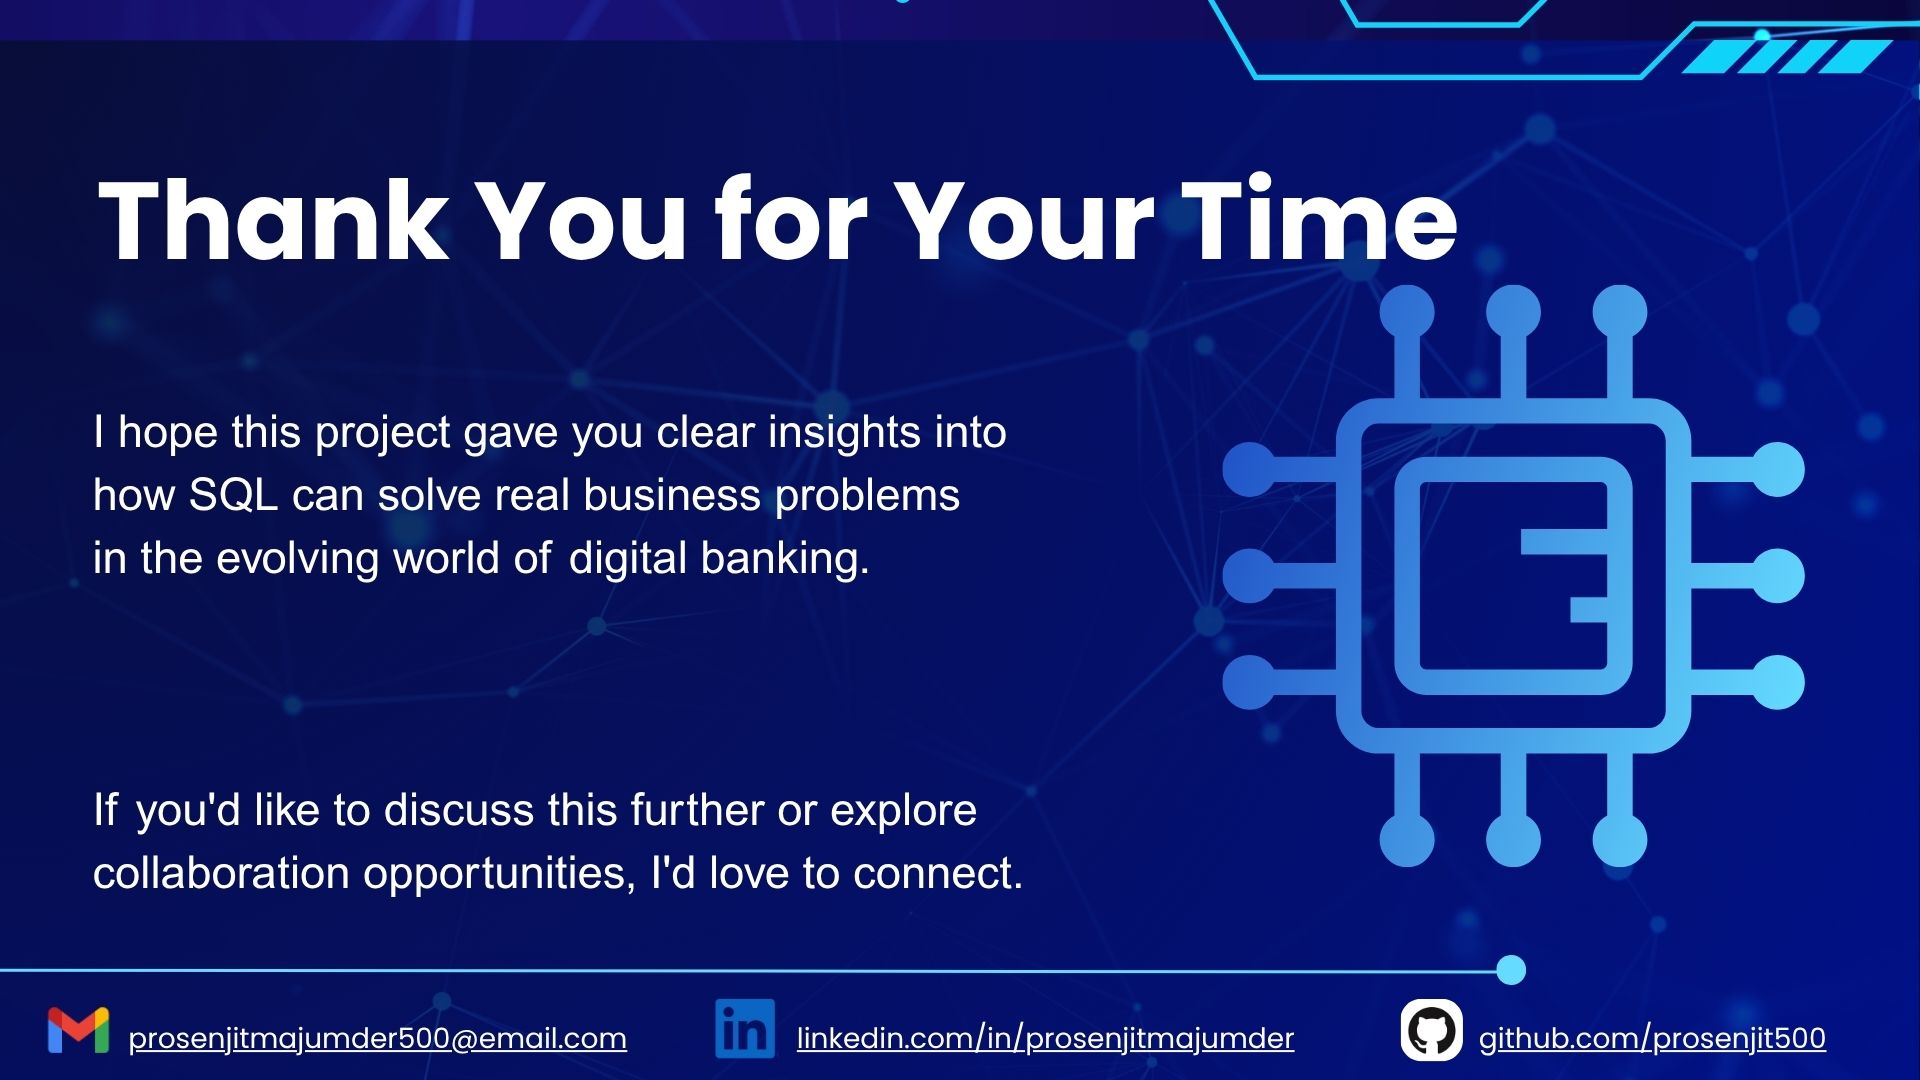 Thank You for Your Time
I hope this project gave you clear insights into
how SQL can solve real business problems
in the evolving world of digital banking.
If you'd like to discuss this further or explore
collaboration opportunities, I'd love to connect.
prosenjitmajumder500@email.com
linkedin.com/in/prosenjitmajumder
github.com/prosenjit500